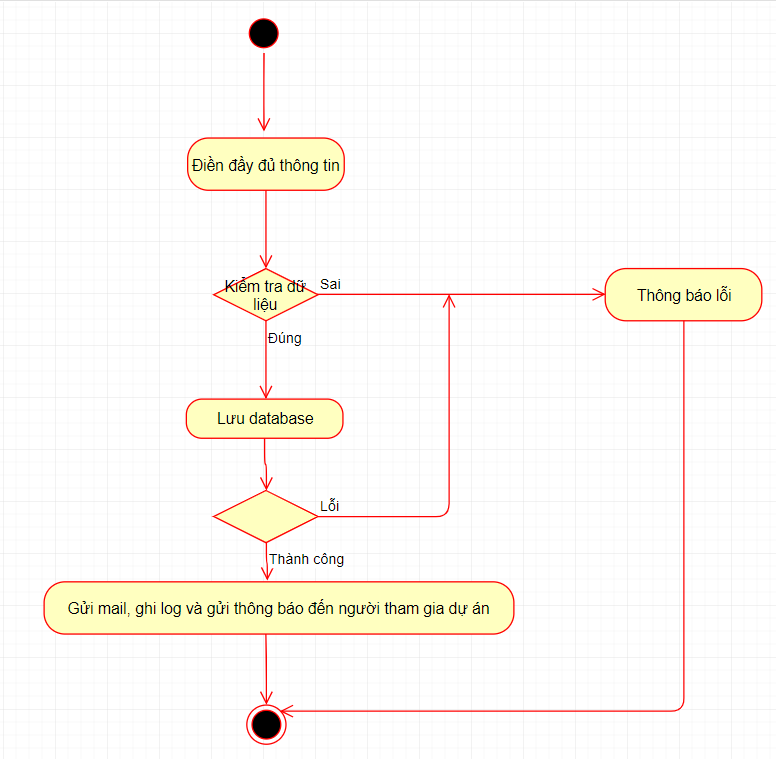 Điền đầy đủ thông tin
Kiểm tra dữ
liệu
Sai
Thông báo lỗi
Đúng
Lưu database
Lỗi
Thành công
Gửi mail, ghi log và gửi thông báo đến người tham gia dự án